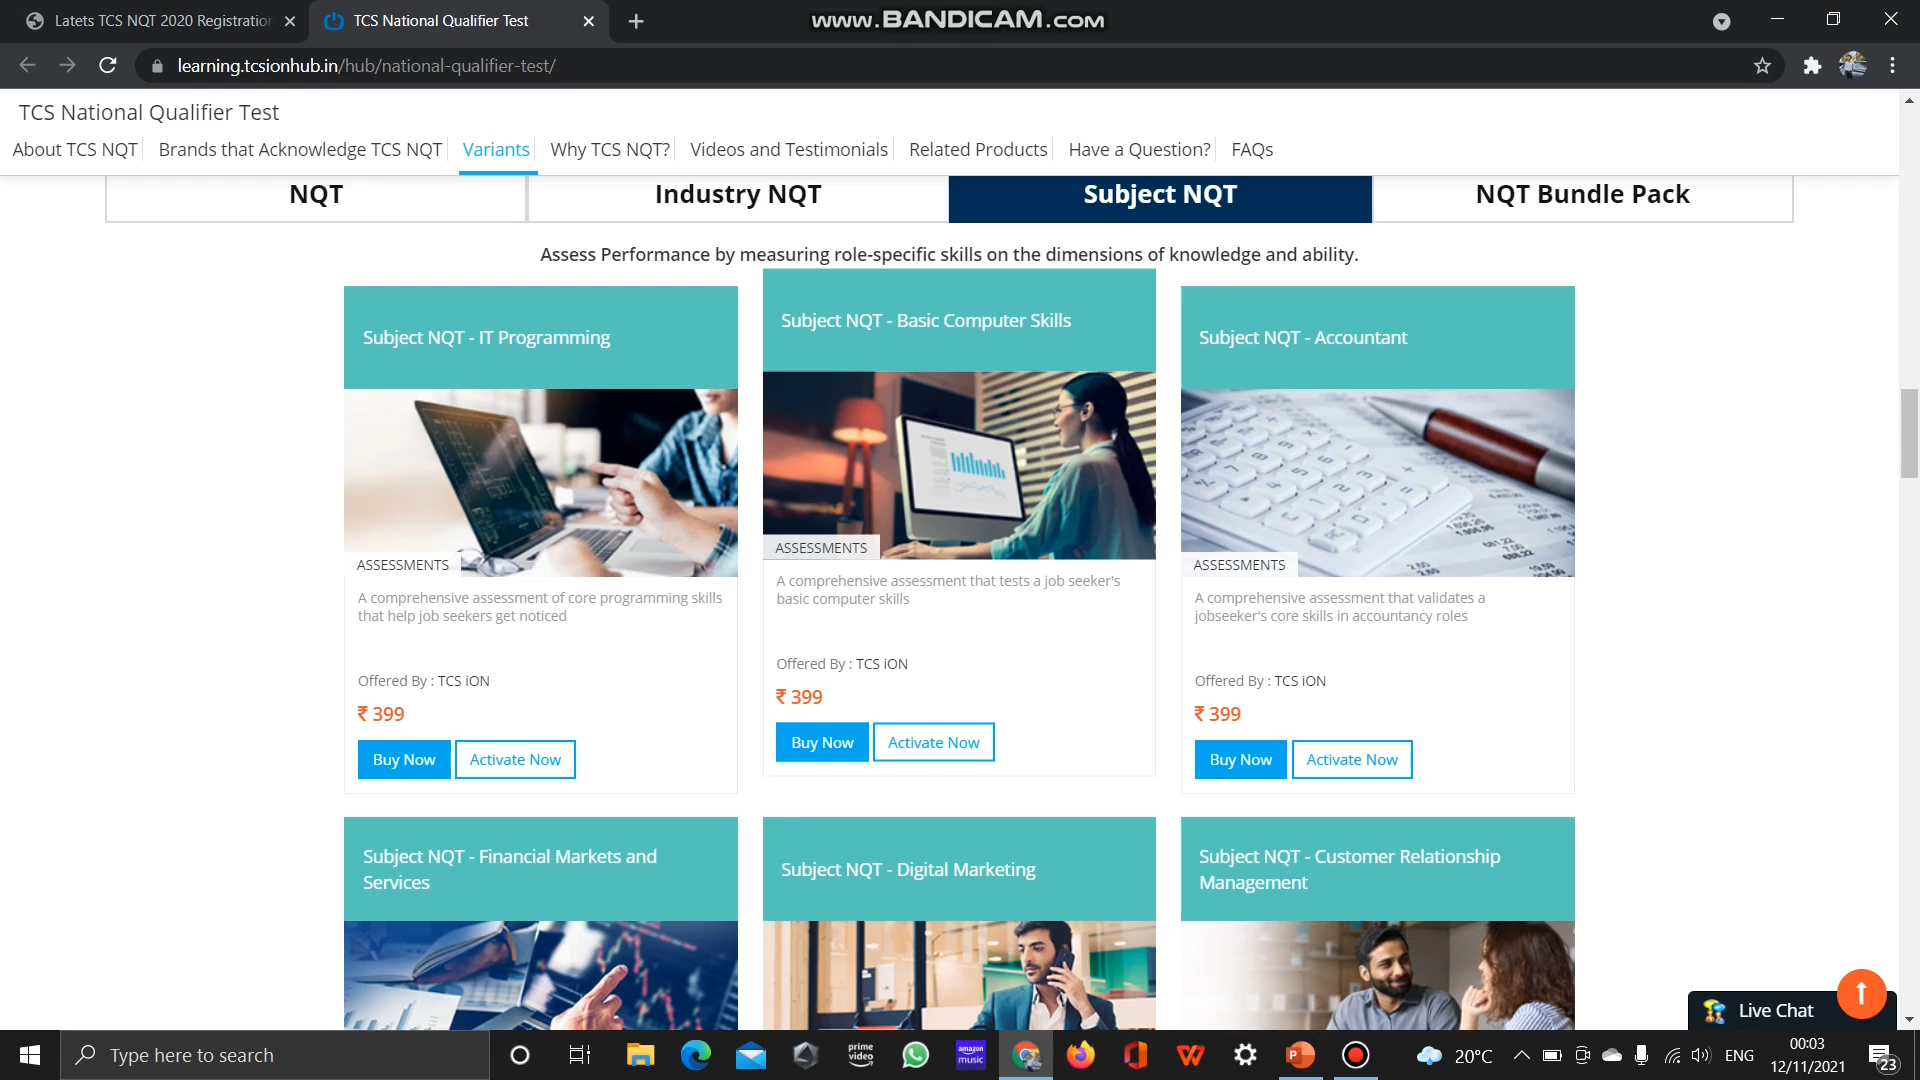 Latets TCS NQT 2020 Registration
TCS National Qualifier Test
www.BANDICAM.com
learning.tcsionhub.in/hub/national-qualifier-test/
TCS National Qualifier Test
About TCS NQT
Brands that Acknowledge TCS NQT
Variants
Why TCS NQT?
Videos and Testimonials
Related Products
Have a Question?
FAQs
NQT
Industry NQT
Subject NQT
NQT Bundle Pack
Assess Performance by measuring role-specific skills on the dimensions of knowledge and ability.
Subject NQT - IT Programming
ASSESSMENTS
A comprehensive assessment of core programming skills
that help job seekers get noticed
Offered By : TCS iON
₹ 399
Buy Now
Activate Now
Subject NQT - Basic Computer Skills
ASSESSMENTS
A comprehensive assessment that tests a job seeker's
basic computer skills
Offered By : TCS iON
₹ 399
Buy Now
Activate Now
Subject NQT - Accountant
ASSESSMENTS
A comprehensive assessment that validates a
jobseeker's core skills in accountancy roles
Offered By : TCS iON
₹ 399
Buy Now
Activate Now
Subject NQT - Financial Markets and
Services
Subject NQT - Digital Marketing
Subject NQT - Customer Relationship
Management
Live Chat
Type here to search
prime
video
amazon
music
20°C
ENG
00:03
12/11/2021
23